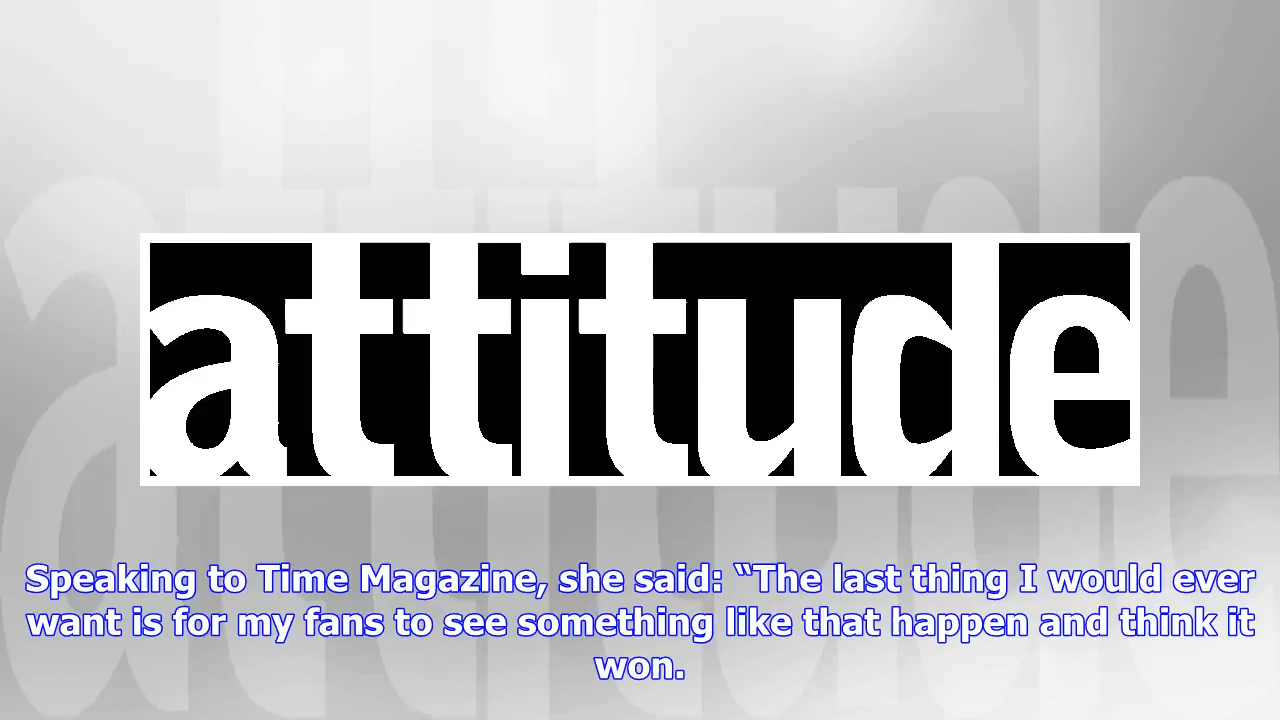 attitude
Speaking to Time Magazine, she said: “The last thing I would ever
want is for my fans to see something like that happen and think it
won.